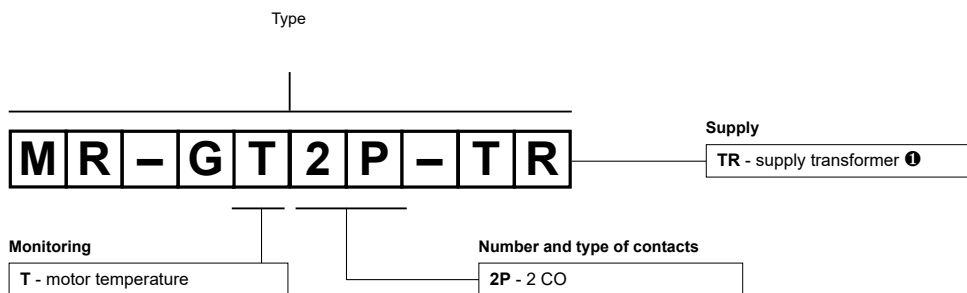 Type
MR–GT2P–TR
Supply
TR - supply transformer ❶
Monitoring
T - motor temperature
Number and type of contacts
2P - 2 CO